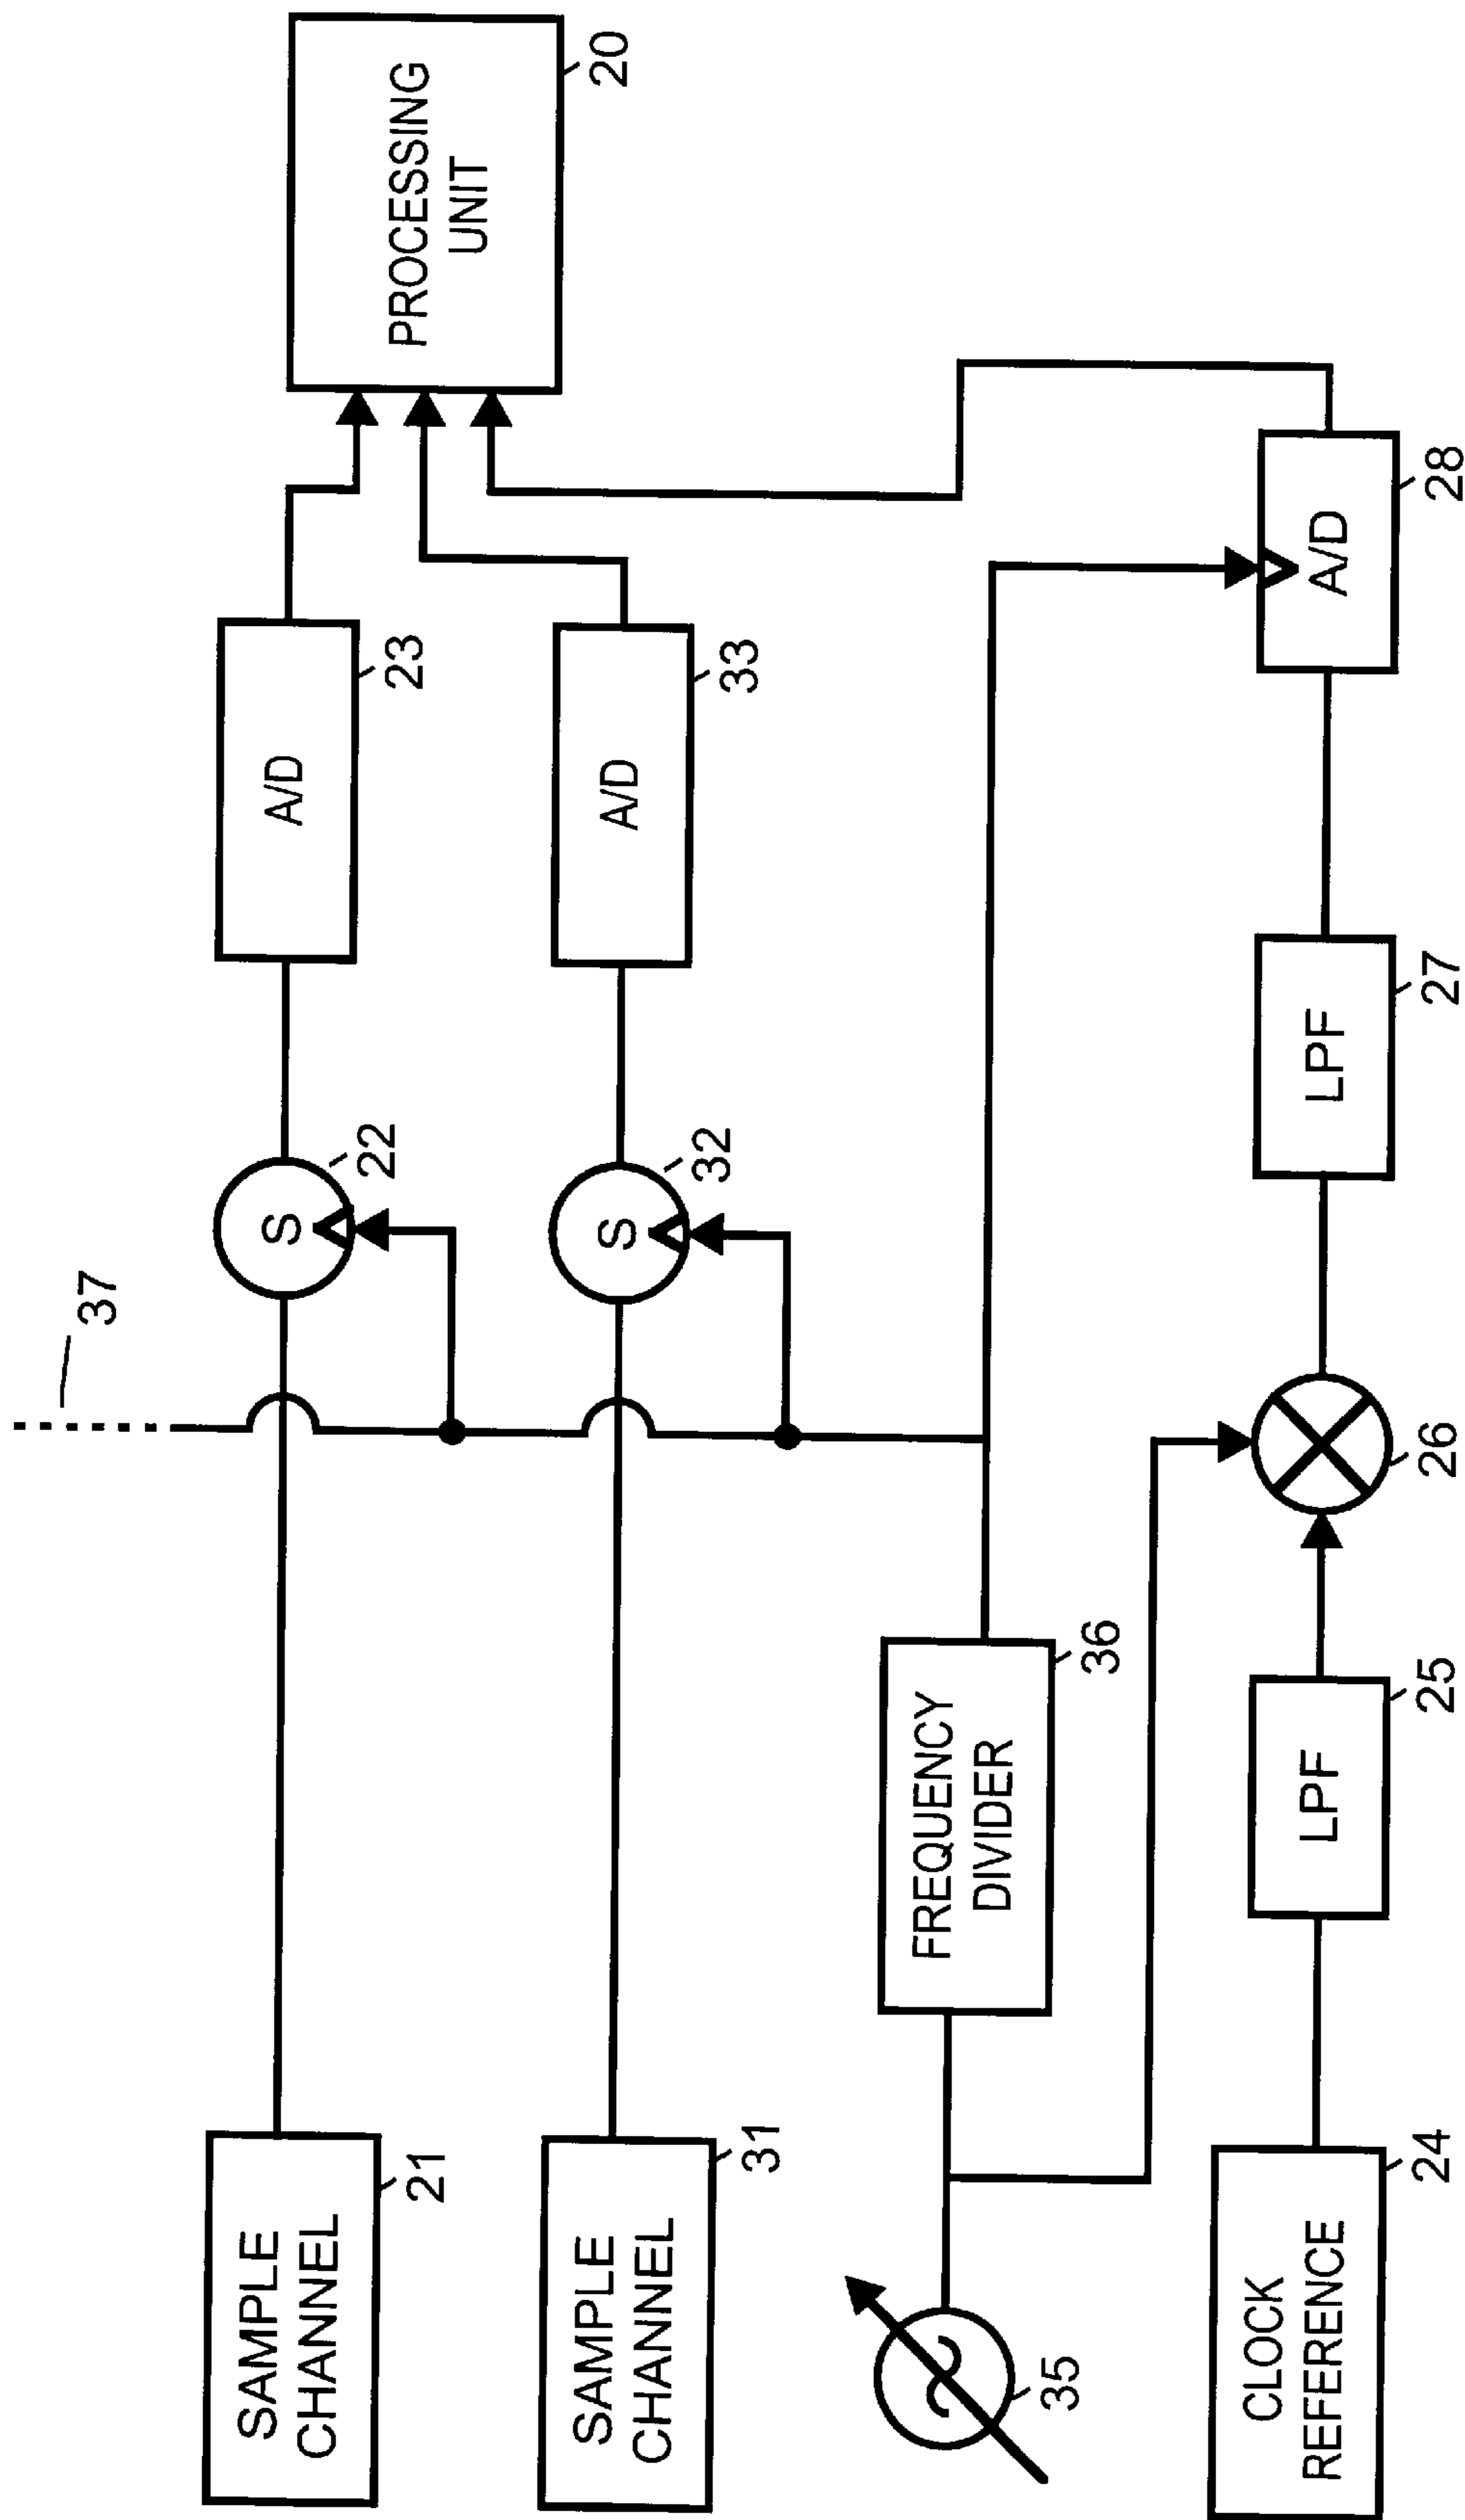 37
SAMPLE
CHANNEL
21
S
22
A/D
23
PROCESSING
UNIT
20
SAMPLE
CHANNEL
31
S
32
A/D
33
35
FREQUENCY
DIVIDER
36
CLOCK
REFERENCE
24
LPF
25
26
LPF
27
A/D
28